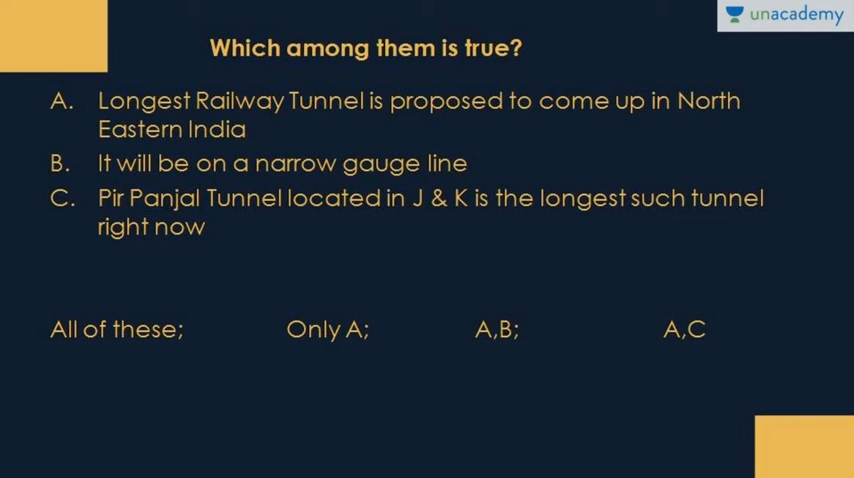 unacademy
Which among them is true?
A. Longest Railway Tunnel is proposed to come up in North
Eastern India
B. It will be on a narrow gauge line
C. Pir Panjal Tunnel located in J & K is the longest such tunnel
right now
All of these; Only A; A,B; A,C